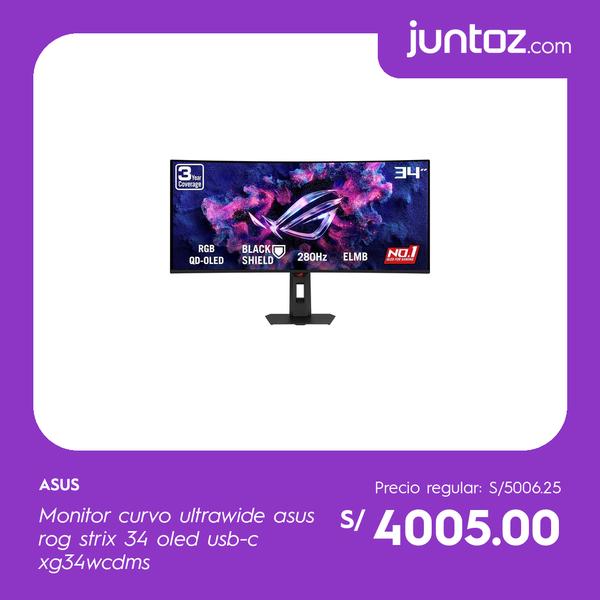 juntoz.com
3 Year
Coverage
34"
RGB
QD-OLED
BLACK
SHIELD
280Hz
ELMB
NO.1
ASUS
Precio regular: S/5006.25
Monitor curvo ultrawide asus
rog strix 34 oled usb-c
xg34wcdms
S/ 4005.00